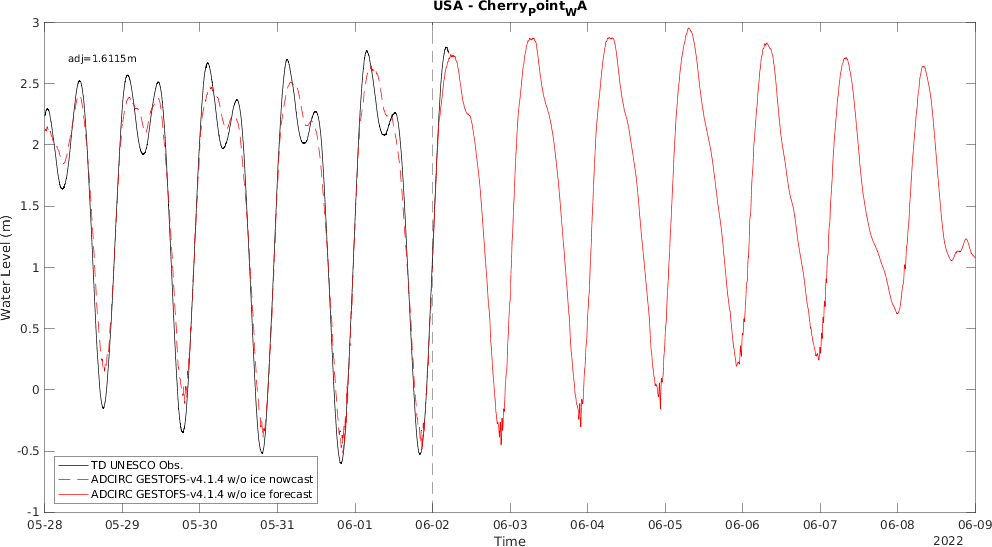 USA - Cherry_Point_WA
adj=1.6115m
3
2.5
2
1.5
1
0.5
0
-0.5
-1
Water Level (m)
TD UNESCO Obs.
ADCIRC GESTOFS-v4.1.4 w/o ice nowcast
ADCIRC GESTOFS-v4.1.4 w/o ice forecast
05-28 05-29 05-30 05-31 06-01 06-02 06-03 06-04 06-05 06-06 06-07 06-08 06-09
Time
2022